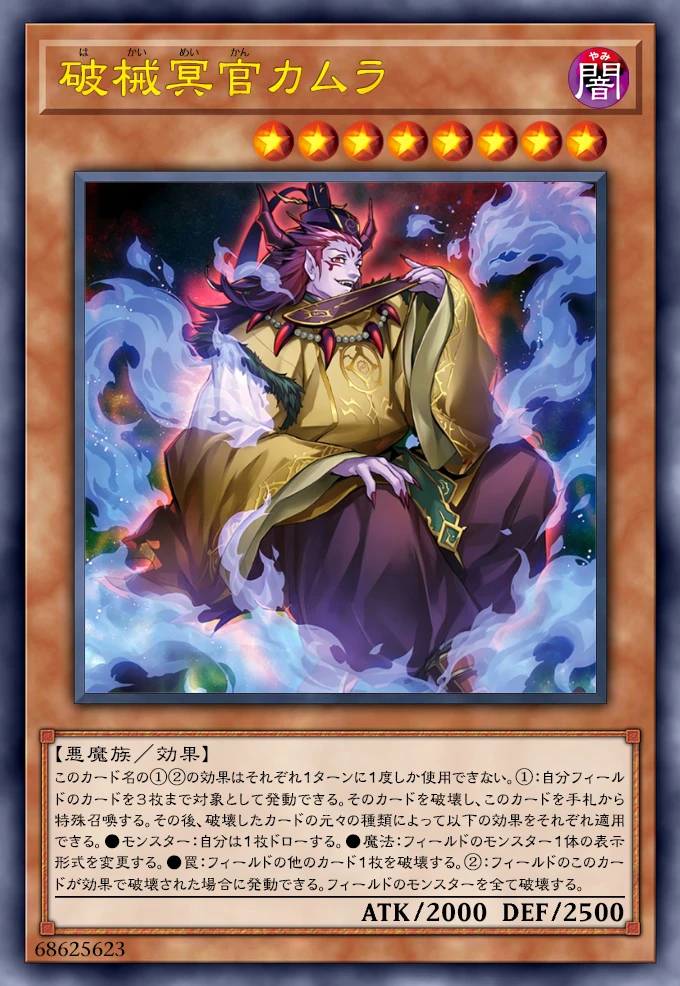 は かい めい かん
破械冥官カムラ
やみ
闇
【悪魔族／効果】
このカード名の①②の効果はそれぞれ1ターンに1度しか使用できない。①：自分フィール
ドのカードを3枚まで対象として発動できる。そのカードを破壊し、このカードを手札から
特殊召喚する。その後、破壊したカードの元々の種類によって以下の効果をそれぞれ適用
できる。●モンスター：自分は1枚ドローする。●魔法：フィールドのモンスター1体の表示
形式を変更する。●罠：フィールドの他のカード1枚を破壊する。②：フィールドのこのカー
ドが効果で破壊された場合に発動できる。フィールドのモンスターを全て破壊する。
ATK/2000 DEF/2500
68625623